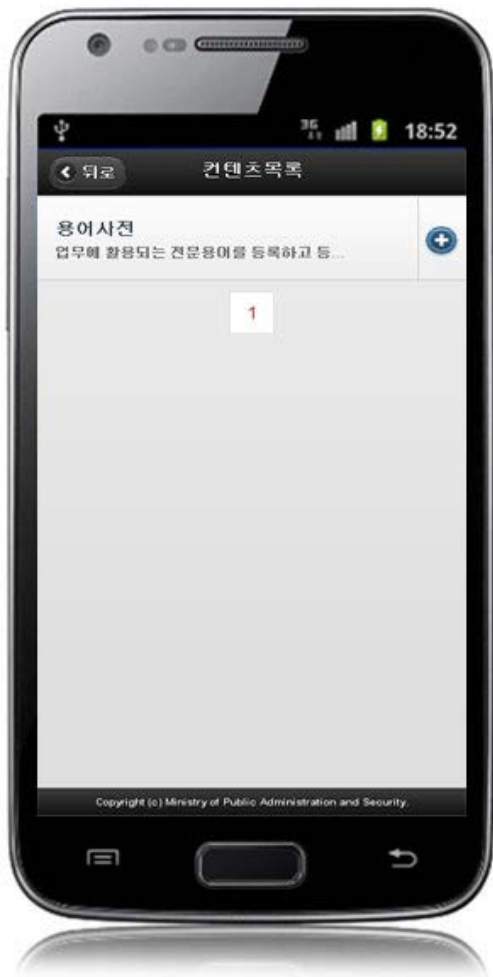 3G
18:52
뒤로
컨텐츠목록
용어사전
업무에 활용되는 전문용어를 등록하고 등...
1
Copyright (c) Ministry of Public Administration and Security.